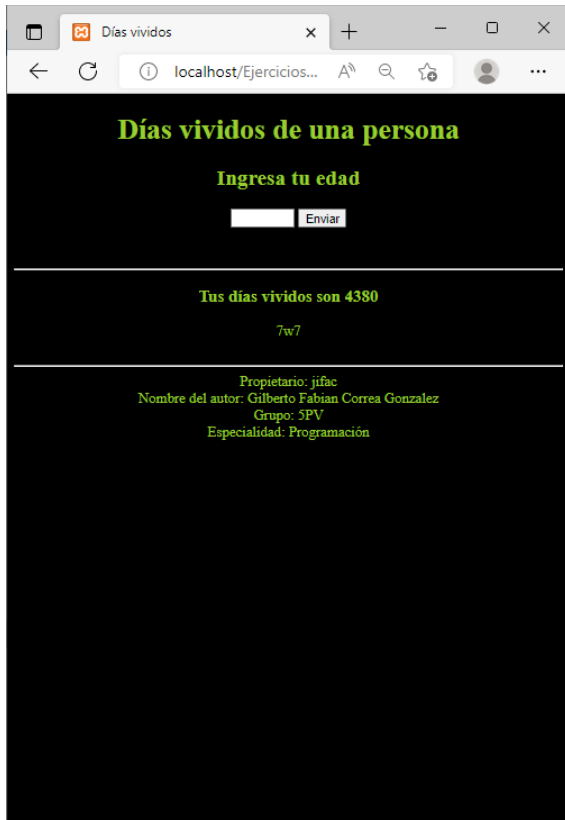 Días vividos
localhost/Ejercicios...
Días vividos de una persona
Ingresa tu edad
Enviar
Tus días vividos son 4380
7w7
Propietario: jifac
Nombre del autor: Gilberto Fabian Correa Gonzalez
Grupo: 5PV
Especialidad: Programación